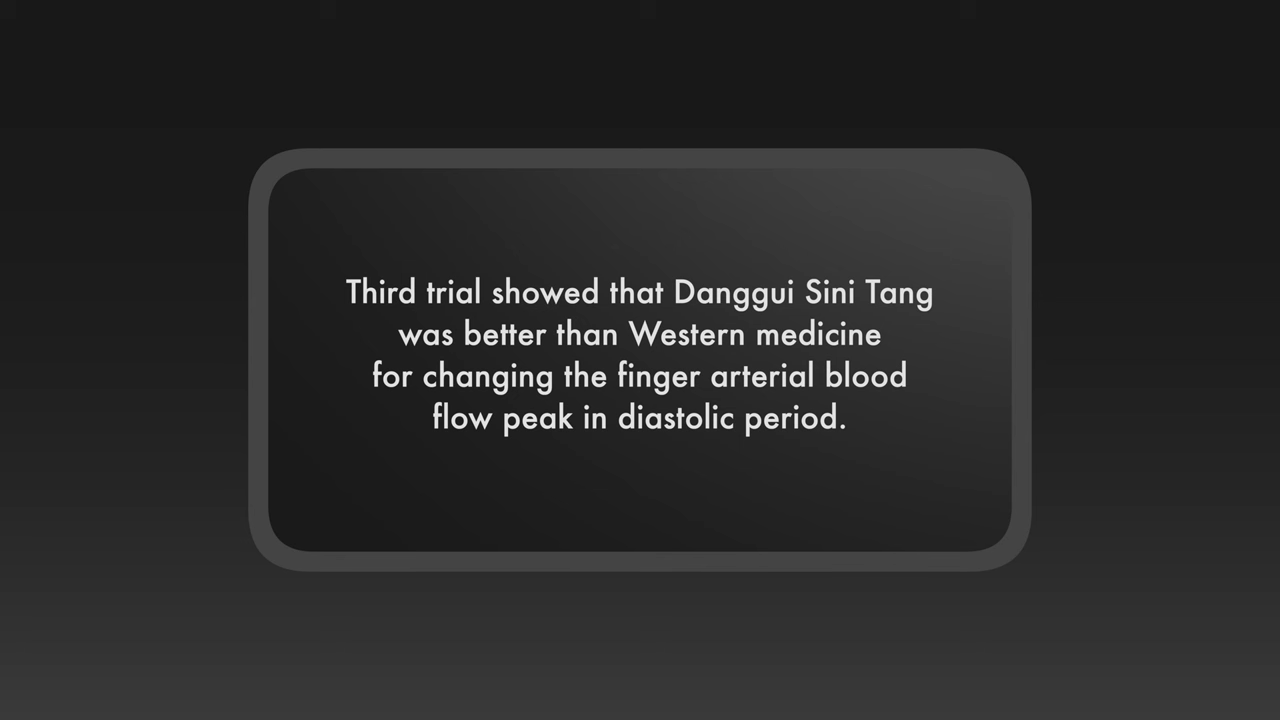 Third trial showed that Danggui Sini Tang
was better than Western medicine
for changing the finger arterial blood
flow peak in diastolic period.